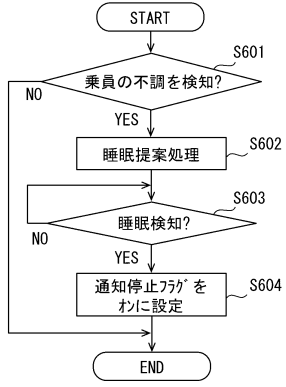 START
S601
乗員の不調を検知?
NO
YES
S602
睡眠提案処理
S603
睡眠検知?
NO
YES
S604
通知停止ﾌﾗｸﾞを
ｵﾝに設定
END